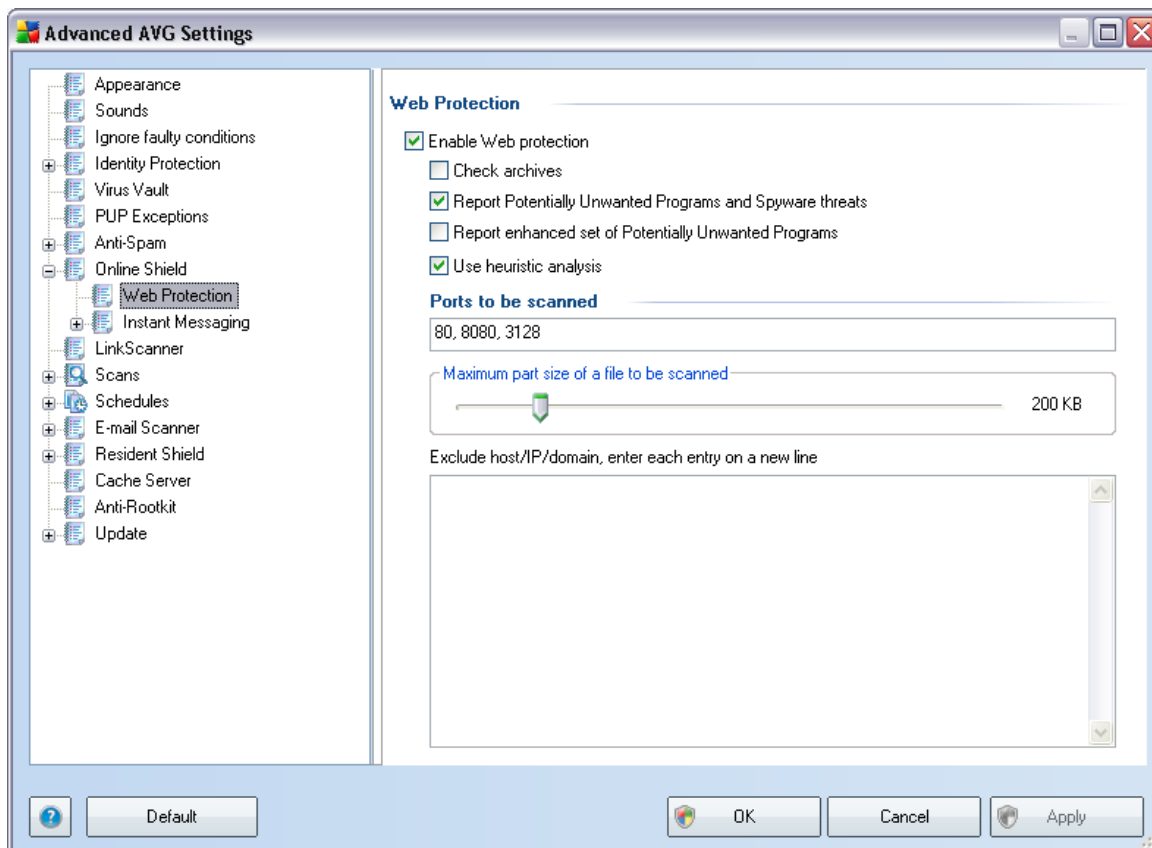 Advanced AVG Settings
Appearance
Sounds
Ignore faulty conditions
Identity Protection
Virus Vault
PUP Exceptions
Anti-Spam
Online Shield
Web Protection
Instant Messaging
LinkScanner
Scans
Schedules
E-mail Scanner
Resident Shield
Cache Server
Anti-Rootkit
Update
Web Protection
Enable Web protection
Check archives
Report Potentially Unwanted Programs and Spyware threats
Report enhanced set of Potentially Unwanted Programs
Use heuristic analysis
Ports to be scanned
80, 8080, 3128
Maximum part size of a file to be scanned
200 KB
Exclude host/IP/domain, enter each entry on a new line
?
Default
OK
Cancel
Apply